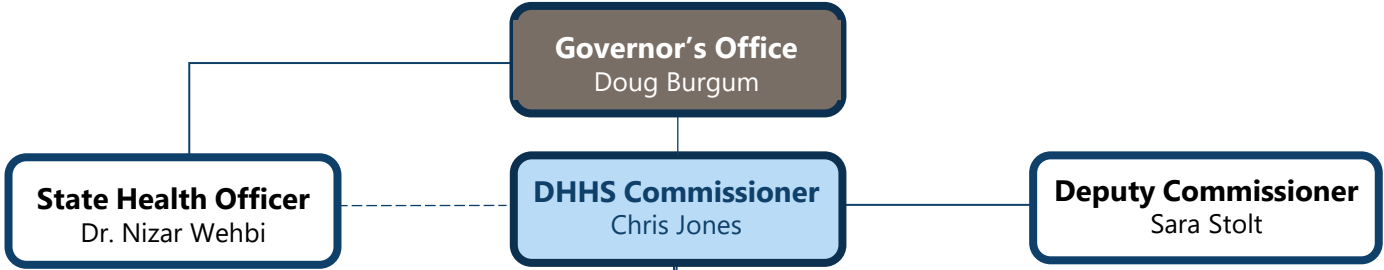 Governor’s Office
Doug Burgum
State Health Officer
Dr. Nizar Wehbi
DHHS Commissioner
Chris Jones
Deputy Commissioner
Sara Stolt